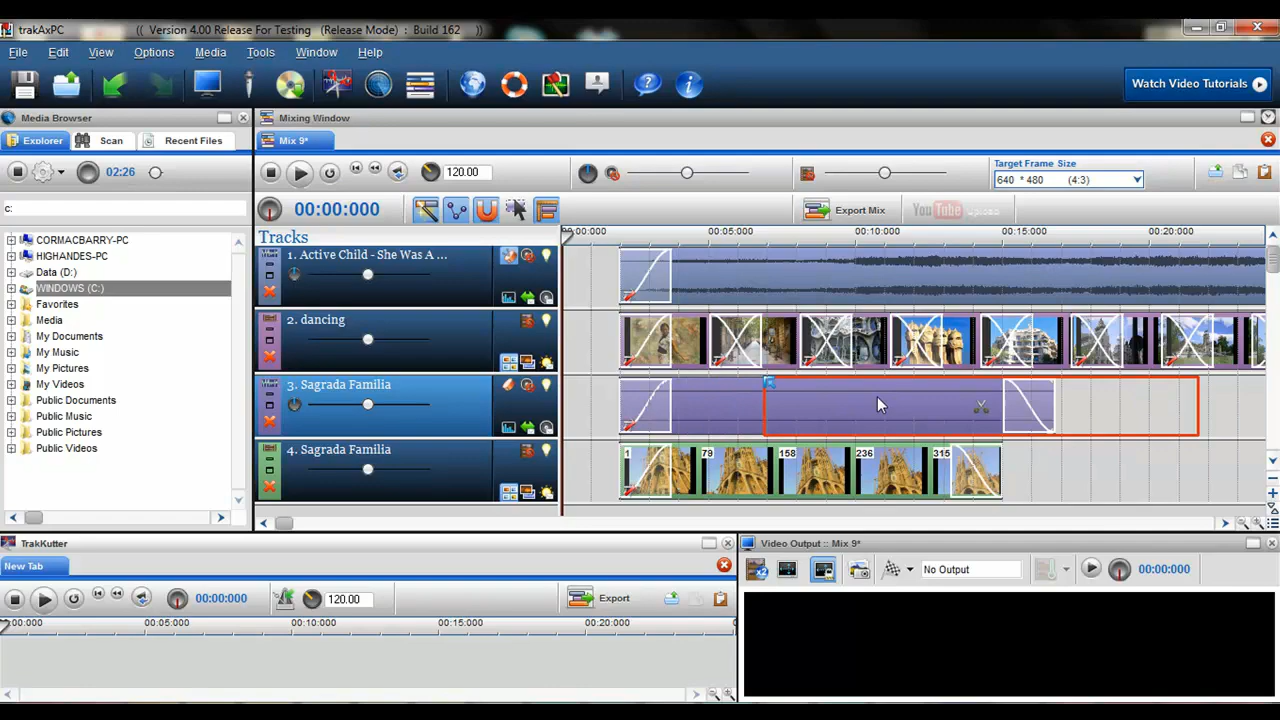 trakAxPC (( Version 4.00 Release For Testing (Release Mode) : Build 162 ))
File Edit View Options Media Tools Window Help
Watch Video Tutorials
Media Browser
Mixing Window
Explorer Scan Recent Files
Mix 9*
02:26
120.00
Target Frame Size
640 * 480 (4:3)
c:
00:00:000
Export Mix
YouTube upload
Tracks
00:00:000 00:05:000 00:10:000 00:20:000
CORMACBARRY-PC
HIGHANDES-PC
Data (D:)
WINDOWS (C:)
Favorites
Media
My Documents
My Music
My Pictures
My Videos
Public Documents
Public Music
Public Pictures
Public Videos
1. Active Child - She Was A ...
2. dancing
3. Sagrada Familia
4. Sagrada Familia
1 79 158 236 315
TrakKutter
New Tab
00:00:000
120.00
Export
00:00:000 00:05:000 00:10:000 00:15:000 00:20:000
Video Output :: Mix 9*
x2
No Output
00:00:000